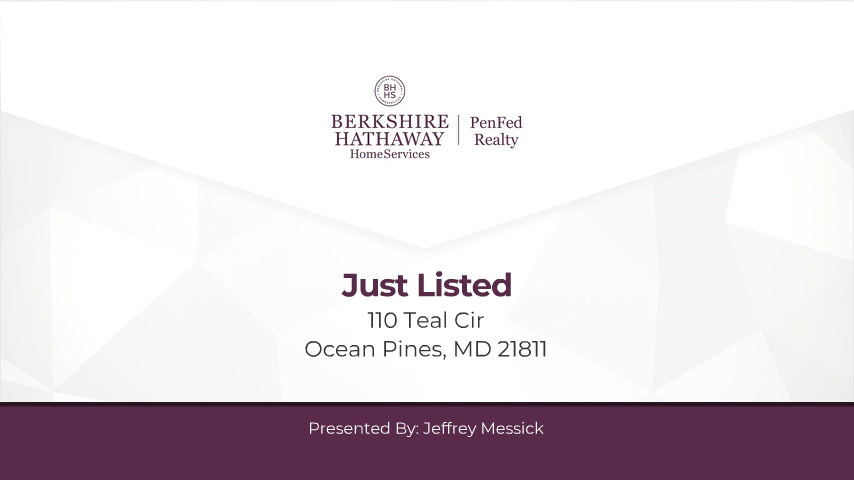 BH
HS
BERKSHIRE
HATHAWAY
HomeServices
PenFed
Realty
Just Listed
110 Teal Cir
Ocean Pines, MD 21811
Presented By: Jeffrey Messick